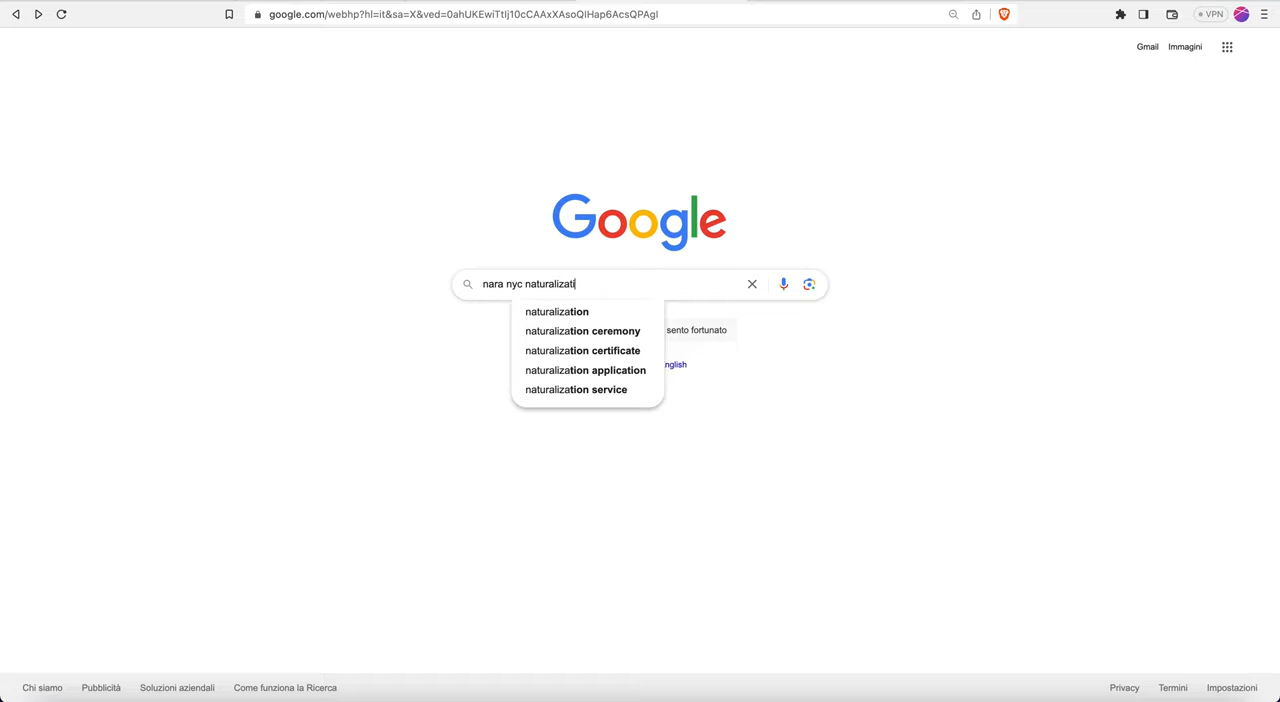 google.com/webhp?hl=it&sa=X&ved=0ahUKEwiTtIj10cCAAxXAsoQIHap6AcsQPAgI
VPN
Gmail Immagini
Google
nara nyc naturalizati
naturalization
naturalization ceremony
sento fortunato
naturalization certificate
nglish
naturalization application
naturalization service
Chi siamo Pubblicità Soluzioni aziendali Come funziona la Ricerca
Privacy Termini Impostazioni